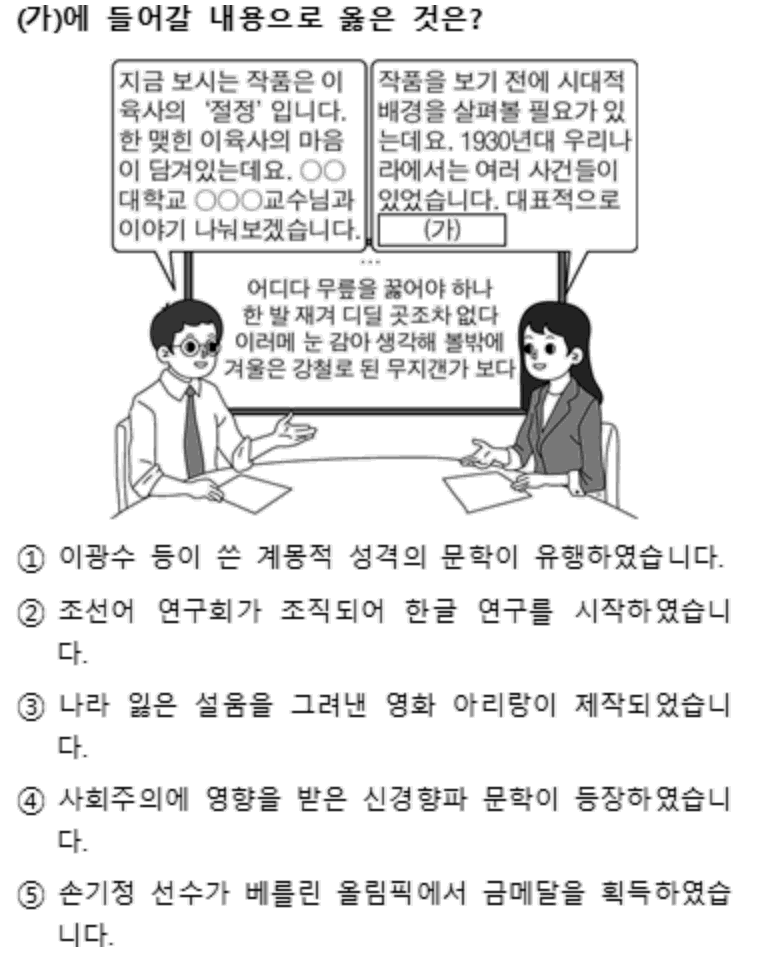 (가)에 들어갈 내용으로 옳은 것은?
지금 보시는 작품은 이
육사의 '절정' 입니다.
한 맺힌 이육사의 마음
이 담겨있는데요. ○○
대학교 ○○○교수님과
이야기 나눠보겠습니다.
작품을 보기 전에 시대적
배경을 살펴볼 필요가 있
는데요. 1930년대 우리나
라에서는 여러 사건들이
있었습니다. 대표적으로
(가)
...
어디다 무릎을 꿇어야 하나
한 발 재겨 디딜 곳조차 없다
이러메 눈 감아 생각해 볼밖에
겨울은 강철로 된 무지갠가 보다
① 이광수 등이 쓴 계몽적 성격의 문학이 유행하였습니다.
② 조선어 연구회가 조직되어 한글 연구를 시작하였습니
다.
③ 나라 잃은 설움을 그려낸 영화 아리랑이 제작되었습니
다.
④ 사회주의에 영향을 받은 신경향파 문학이 등장하였습니
다.
⑤ 손기정 선수가 베를린 올림픽에서 금메달을 획득하였습
니다.